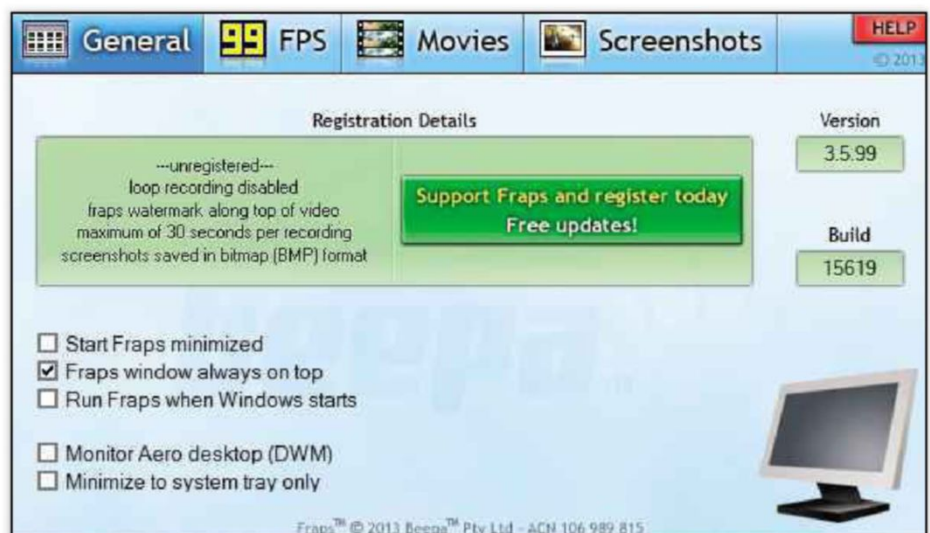 General 99 FPS Movies Screenshots HELP
© 2013
Registration Details
Version
---unregistered---
loop recording disabled
fraps watermark along top of video
maximum of 30 seconds per recording
screenshots saved in bitmap (BMP) format
Support Fraps and register today
Free updates!
3.5.99
Build
15619
beepa
Start Fraps minimized
Fraps window always on top
Run Fraps when Windows starts
Monitor Aero desktop (DWM)
Minimize to system tray only
Fraps™ © 2013 Beepa™ Pty Ltd - ACN 106 989 815